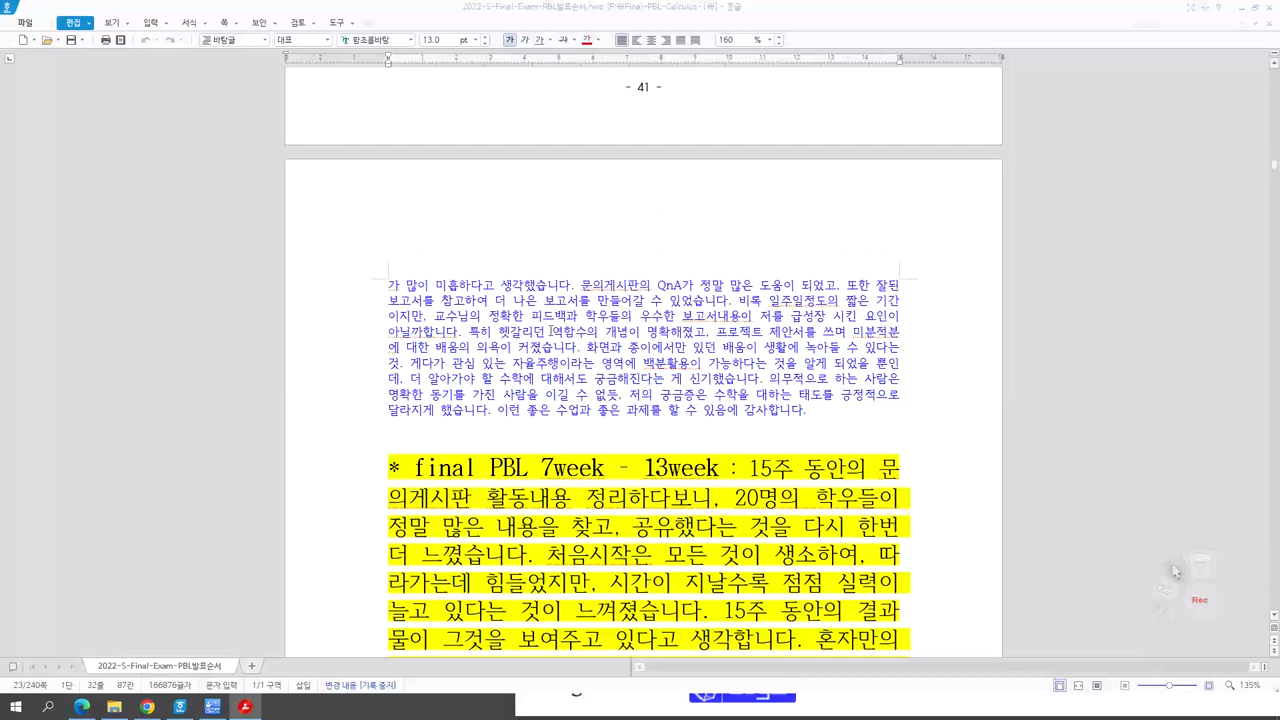 2022-S-Final-Exam-PBL발표순서.hwp [F:\Final-PBL-Calculus-1\] - 흔글
파일 편집 보기 입력 서식 쪽 보안 검토 도구
바탕글 대표 함초롬바탕 13.0 pt 가 가 가 가 가 160 %
- 41 -
가 많이 미흡하다고 생각했습니다. 문의게시판의 QnA가 정말 많은 도움이 되었고, 또한 잘된
보고서를 참고하여 더 나은 보고서를 만들어갈 수 있었습니다. 비록 일주일정도의 짧은 기간
이지만, 교수님의 정확한 피드백과 학우들의 우수한 보고서내용이 저를 급성장 시킨 요인이
아닐까합니다. 특히 헷갈리던 역함수의 개념이 명확해졌고, 프로젝트 제안서를 쓰며 미분적분
에 대한 배움의 의욕이 커졌습니다. 화면과 종이에서만 있던 배움이 생활에 녹아들 수 있다는
것. 게다가 관심 있는 자율주행이라는 영역에 백분활용이 가능하다는 것을 알게 되었을 뿐인
데, 더 알아가야 할 수학에 대해서도 궁금해진다는 게 신기했습니다. 의무적으로 하는 사람은
명확한 동기를 가진 사람을 이길 수 없듯, 저의 궁금증은 수학을 대하는 태도를 긍정적으로
달라지게 했습니다. 이런 좋은 수업과 좋은 과제를 할 수 있음에 감사합니다.
* final PBL 7week - 13week : 15주 동안의 문
의게시판 활동내용 정리하다보니, 20명의 학우들이
정말 많은 내용을 찾고, 공유했다는 것을 다시 한번
더 느꼈습니다. 처음시작은 모든 것이 생소하여, 따
라가는데 힘들었지만, 시간이 지날수록 점점 실력이
늘고 있다는 것이 느껴졌습니다. 15주 동안의 결과
물이 그것을 보여주고 있다고 생각합니다. 혼자만의
Rec
2022-S-Final-Exam-PBL발표순서
23/240쪽 1단 32줄 87칸 166876글자 문자 입력 1/1 구역 삽입 변경 내용 [기록 중지] 135%